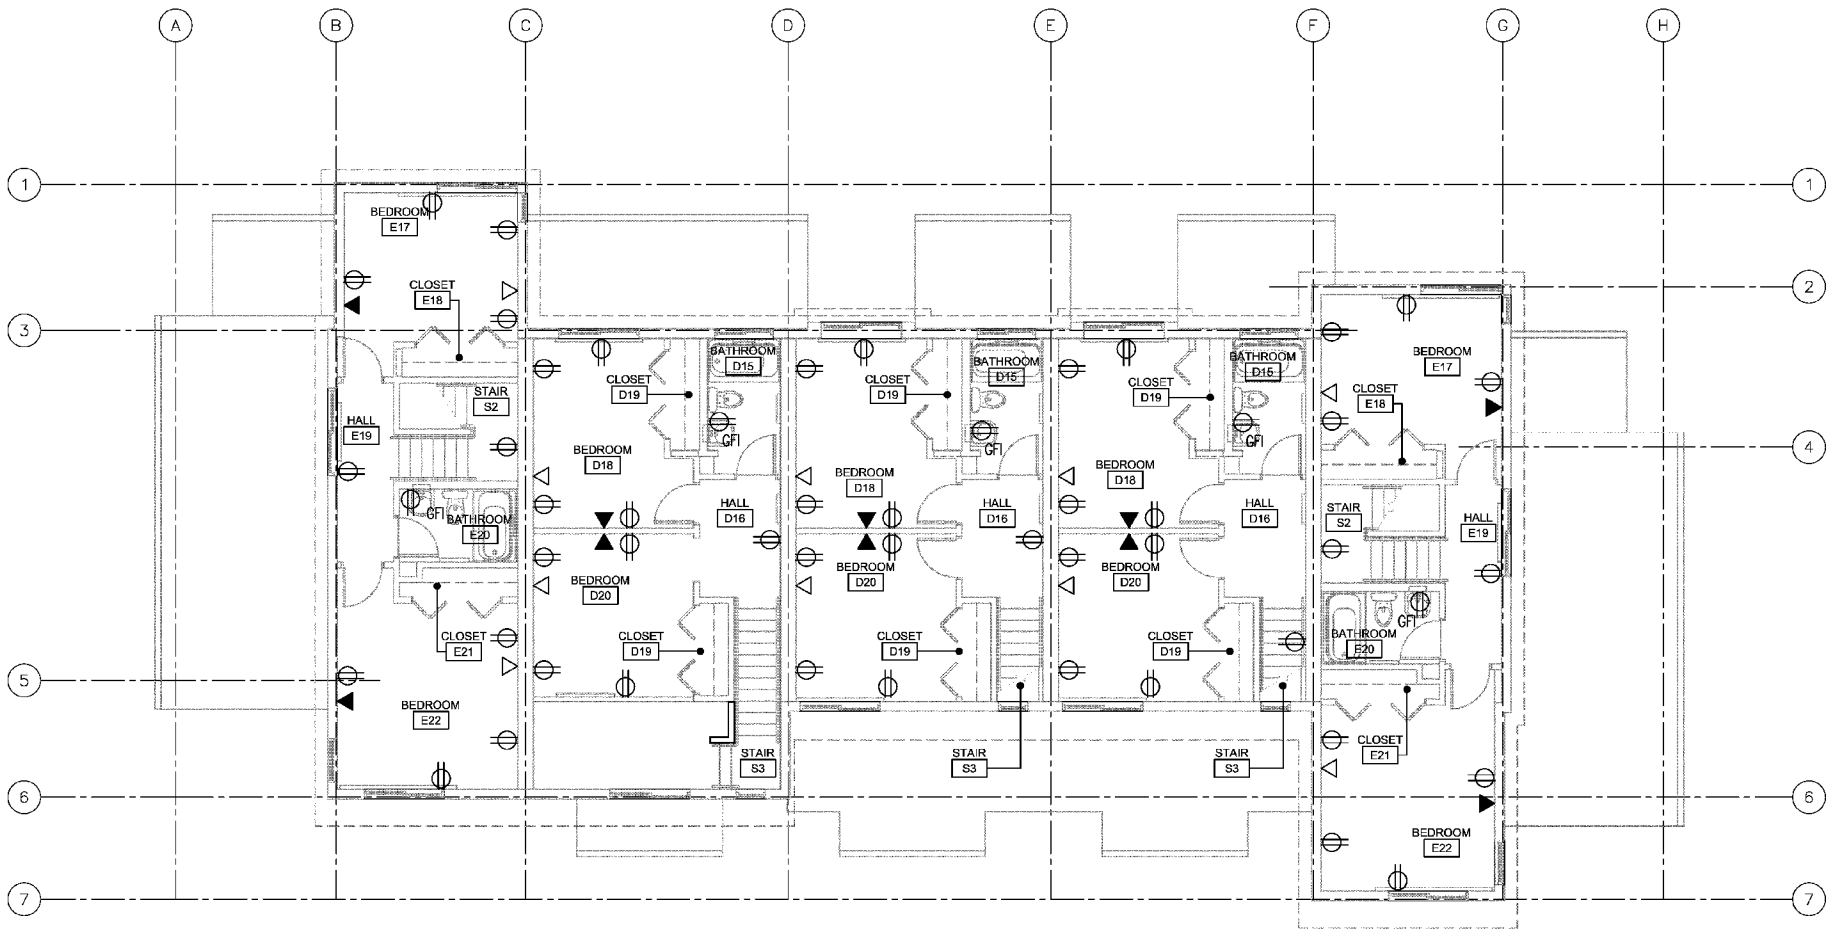 A B C D E F G H
1 1
BEDROOM
E17
CLOSET
E18
2
3
BATHROOM
D15
BATHROOM
D15
BATHROOM
D15
BEDROOM
E17
STAIR
S2
CLOSET
D19
CLOSET
D19
CLOSET
D19
CLOSET
E18
HALL
E19
GFI
GFI
GFI
4
BEDROOM
D18
BEDROOM
D18
BEDROOM
D18
HALL
D16
HALL
D16
HALL
D16
STAIR
S2
HALL
E19
GFI
BATHROOM
E20
BEDROOM
D20
BEDROOM
D20
BEDROOM
D20
GFI
BATHROOM
E20
CLOSET
E21
CLOSET
D19
CLOSET
D19
CLOSET
D19
5 5
BEDROOM
E22
STAIR
S3
STAIR
S3
STAIR
S3
CLOSET
E21
6 6
BEDROOM
E22
7 7